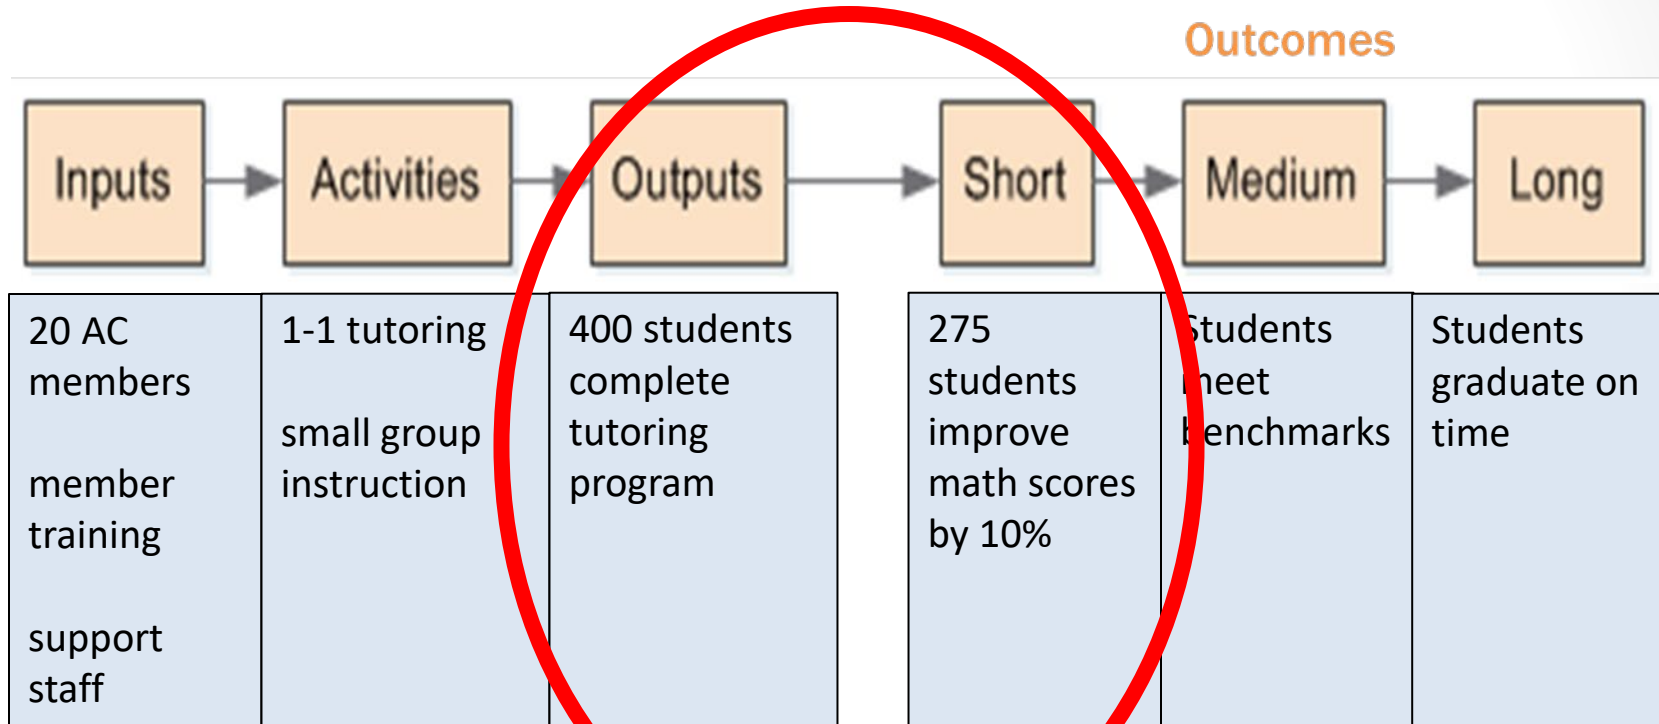 Outcomes
Inputs
Activities
Outputs
Short
Medium
Long
20 AC
members
member
training
support
staff
1-1 tutoring
small group
instruction
400 students
complete
tutoring
program
275
students
improve
math scores
by 10%
Students
meet
benchmarks
Students
graduate on
time